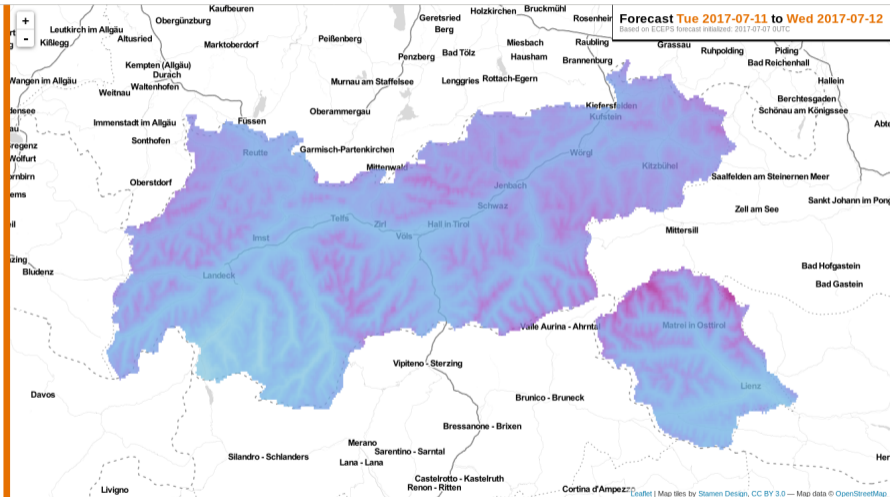 +
-
Forecast Tue 2017-07-11 to Wed 2017-07-12
Based on ECEPS forecast initialized: 2017-07-07 0UTC
Kaufbeuren
Holzkirchen
Bruckmühl
Obergünzburg
Geretsried
Rosenheim
Leutkirch im Allgäu
Berg
Kißlegg
Altusried
Marktoberdorf
Peißenberg
Miesbach
Raubling
Grassau
Penzberg
Bad Tölz
Hausham
Brannenburg
Ruhpolding
Piding
Bad Reichenhall
Kempten (Allgäu)
Durach
Wangen im Allgäu
Waltenhofen
Murnau am Staffelsee
Lenggries
Rottach-Egern
Hallein
Weitnau
Berchtesgaden
Oberammergau
Kiefersfelden
Schönau am Königssee
Immenstadt im Allgäu
Füssen
Kufstein
Sonthofen
Reutte
Garmisch-Partenkirchen
Wörgl
Mittenwald
Kitzbühel
Oberstdorf
Jenbach
Saalfelden am Steinernen Meer
Schwaz
Zell am See
Sankt Johann im Pong
Telfs
Zirl
Hall in Tirol
Völs
Imst
Mittersill
Landeck
Bludenz
Bad Hofgastein
Bad Gastein
Valle Aurina - Ahrnta
Matrei in Osttirol
Vipiteno - Sterzing
Lienz
Davos
Brunico - Bruneck
Bressanone - Brixen
Merano
Sarentino - Sarntal
Silandro - Schlanders
Lana - Lana
Castelrotto - Kastelruth
Livigno
Renon - Ritten
Cortina d'Ampezzo
Leaflet | Map tiles by Stamen Design, CC BY 3.0 — Map data © OpenStreetMap